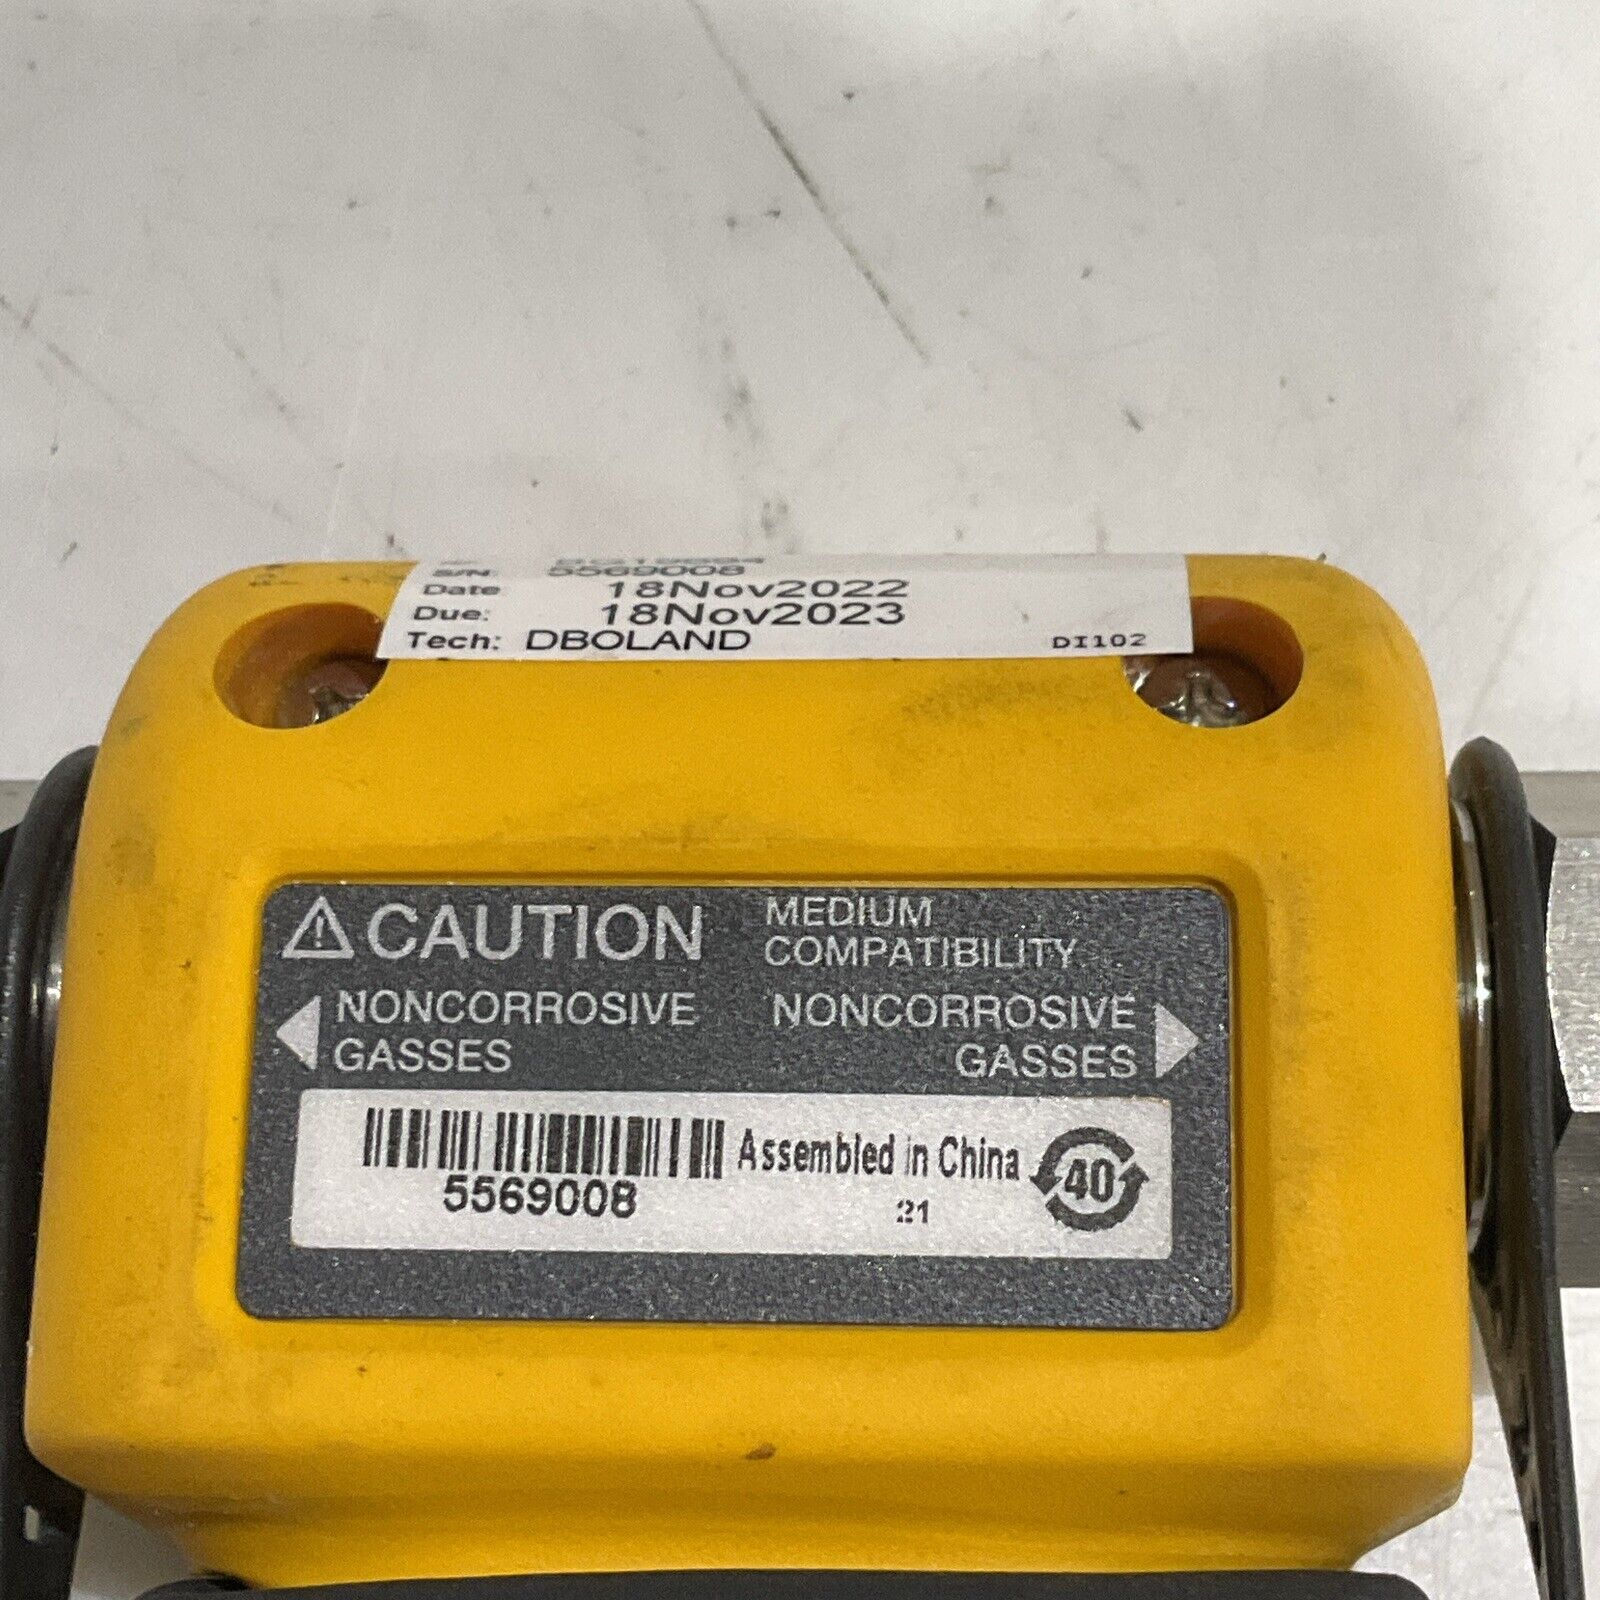 S/N: 5569008
Date: 18Nov2022
Due: 18Nov2023
Tech: DBOLAND DI102
CAUTION
MEDIUM
COMPATIBILITY
NONCORROSIVE
GASSES
NONCORROSIVE
GASSES
5569008
Assembled in China
21
40